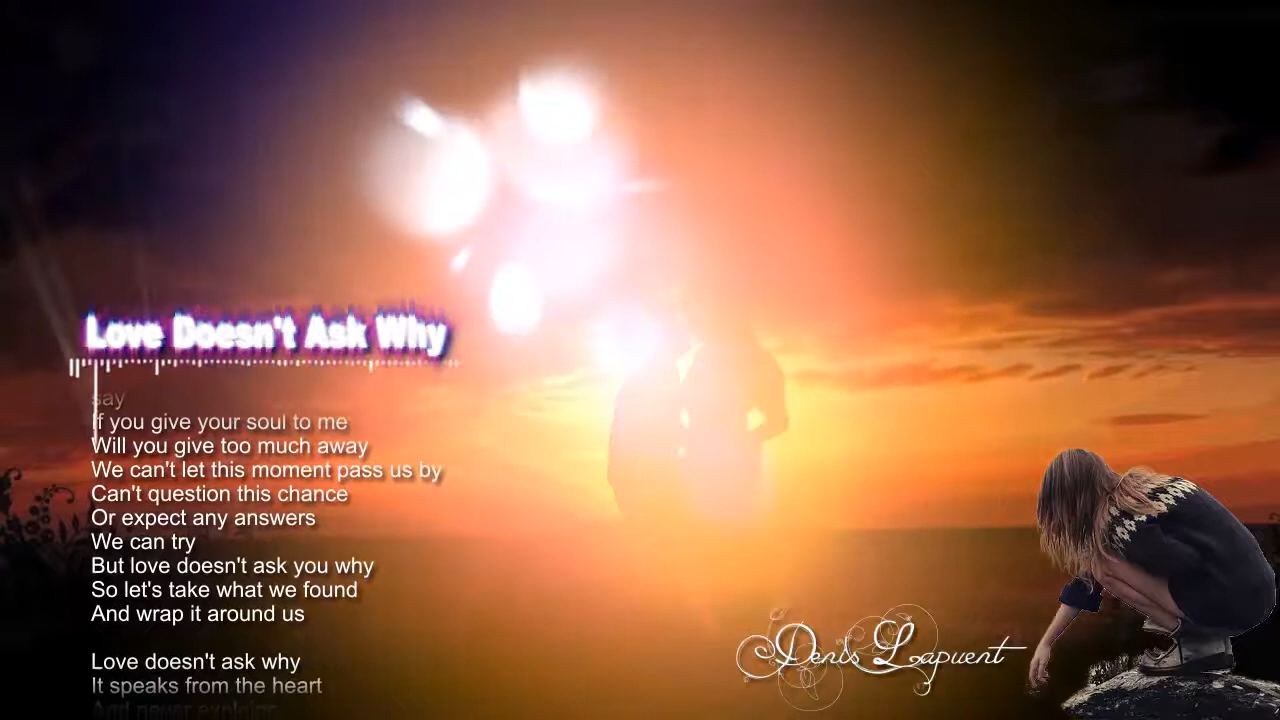 Love Doesn't Ask Why
say
If you give your soul to me
Will you give too much away
We can't let this moment pass us by
Can't question this chance
Or expect any answers
We can try
But love doesn't ask you why
So let's take what we found
And wrap it around us
Love doesn't ask why
It speaks from the heart
And never explains
Denis Lapuent